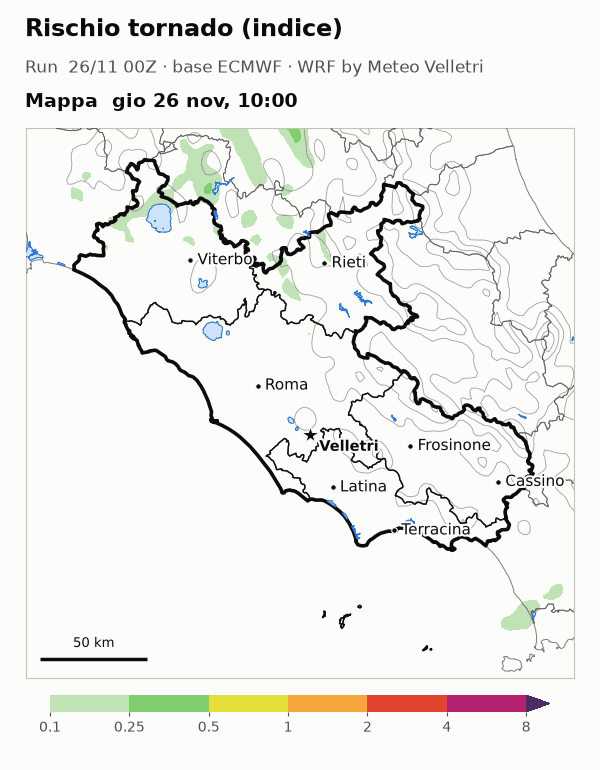 Rischio tornado (indice)
Run  26/11 00Z · base ECMWF · WRF by Meteo Velletri
Mappa  gio 26 nov, 10:00
Viterbo
Rieti
Roma
Velletri
Frosinone
Latina
Cassino
Terracina
50 km
0.1 0.25 0.5 1 2 4 8